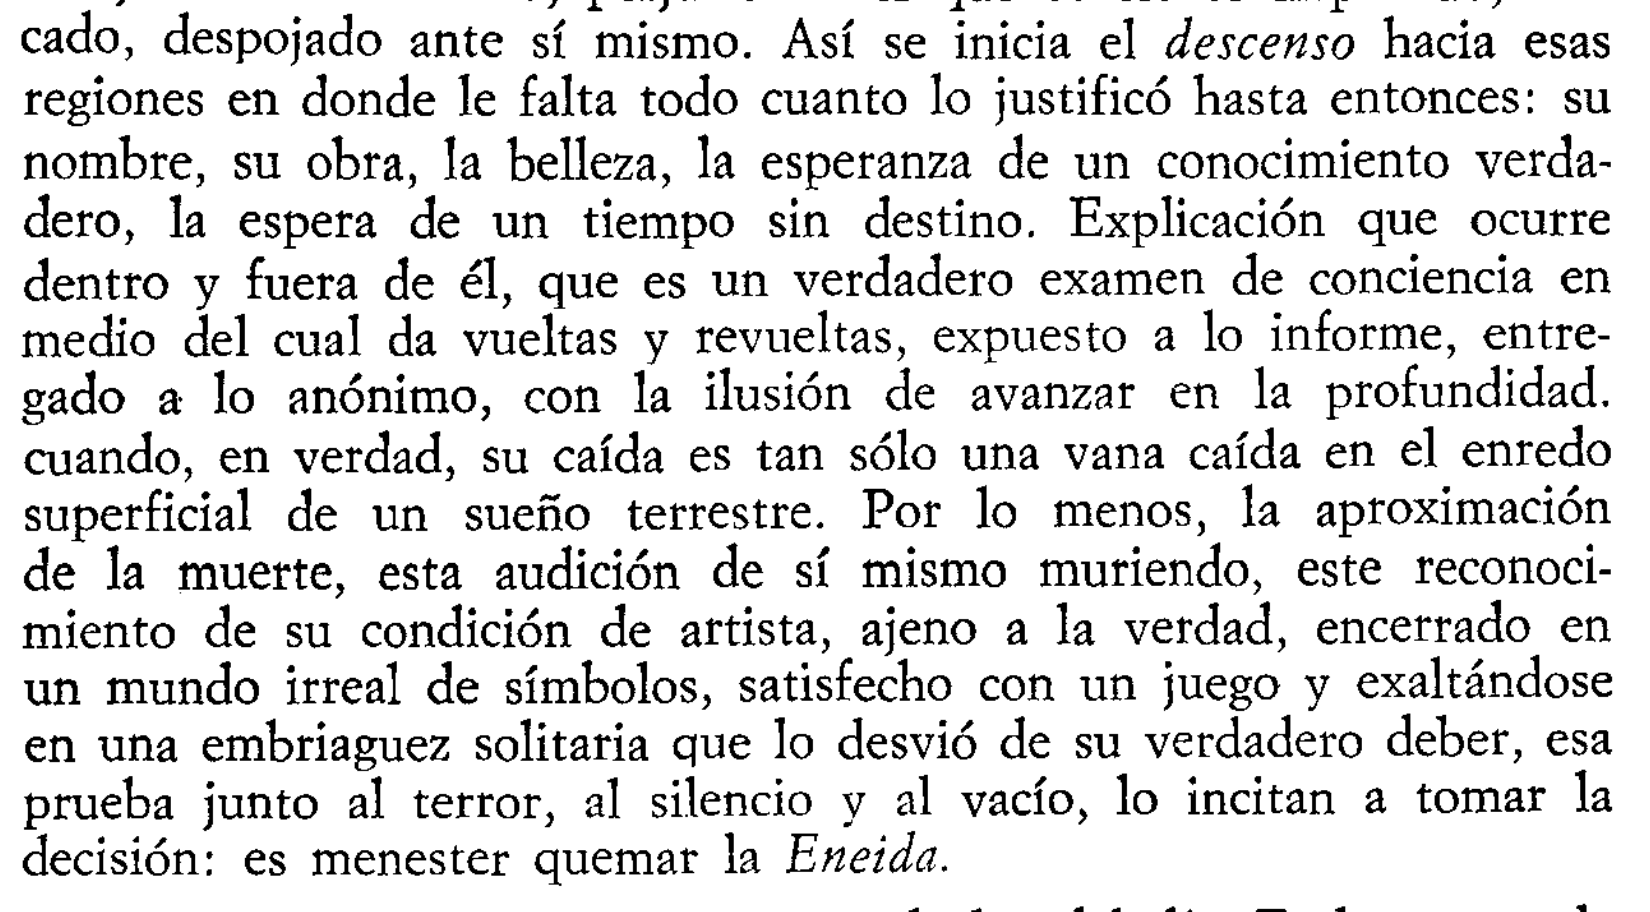 cado, despojado ante sí mismo. Así se inicia el descenso hacia esas
regiones en donde le falta todo cuanto lo justificó hasta entonces: su
nombre, su obra, la belleza, la esperanza de un conocimiento verda-
dero, la espera de un tiempo sin destino. Explicación que ocurre
dentro y fuera de él, que es un verdadero examen de conciencia en
medio del cual da vueltas y revueltas, expuesto a lo informe, entre-
gado a lo anónimo, con la ilusión de avanzar en la profundidad.
cuando, en verdad, su caída es tan sólo una vana caída en el enredo
superficial de un sueño terrestre. Por lo menos, la aproximación
de la muerte, esta audición de sí mismo muriendo, este reconoci-
miento de su condición de artista, ajeno a la verdad, encerrado en
un mundo irreal de símbolos, satisfecho con un juego y exaltándose
en una embriaguez solitaria que lo desvió de su verdadero deber, esa
prueba junto al terror, al silencio y al vacío, lo incitan a tomar la
decisión: es menester quemar la Eneida.